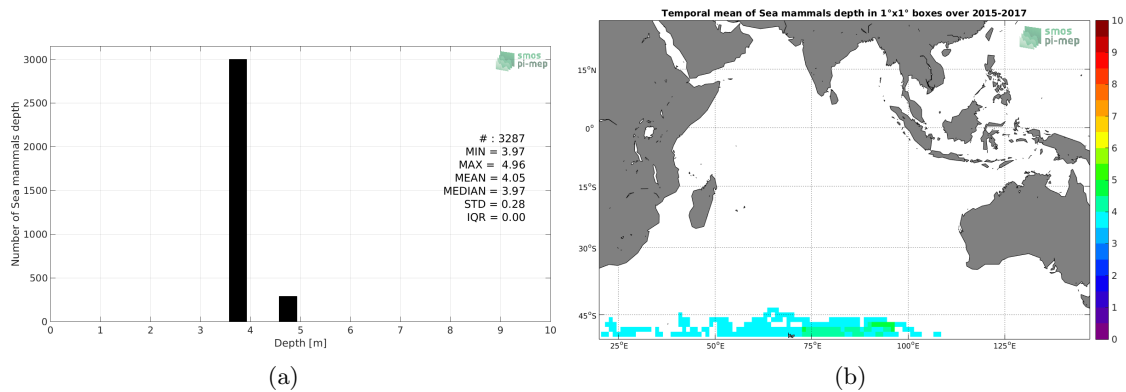 smos
pi-mep
3000
2500
2000
1500
1000
500
0
Number of Sea mammals depth
# : 3287
MIN = 3.97
MAX = 4.96
MEAN = 4.05
MEDIAN = 3.97
STD = 0.28
IQR = 0.00
0 1 2 3 4 5 6 7 8 9 10
Depth [m]
(a)
Temporal mean of Sea mammals depth in 1°x1° boxes over 2015-2017
smos
pi-mep
15°N
0°
15°S
30°S
45°S
25°E 50°E 75°E 100°E 125°E
10
9
8
7
6
5
4
3
2
1
0
(b)